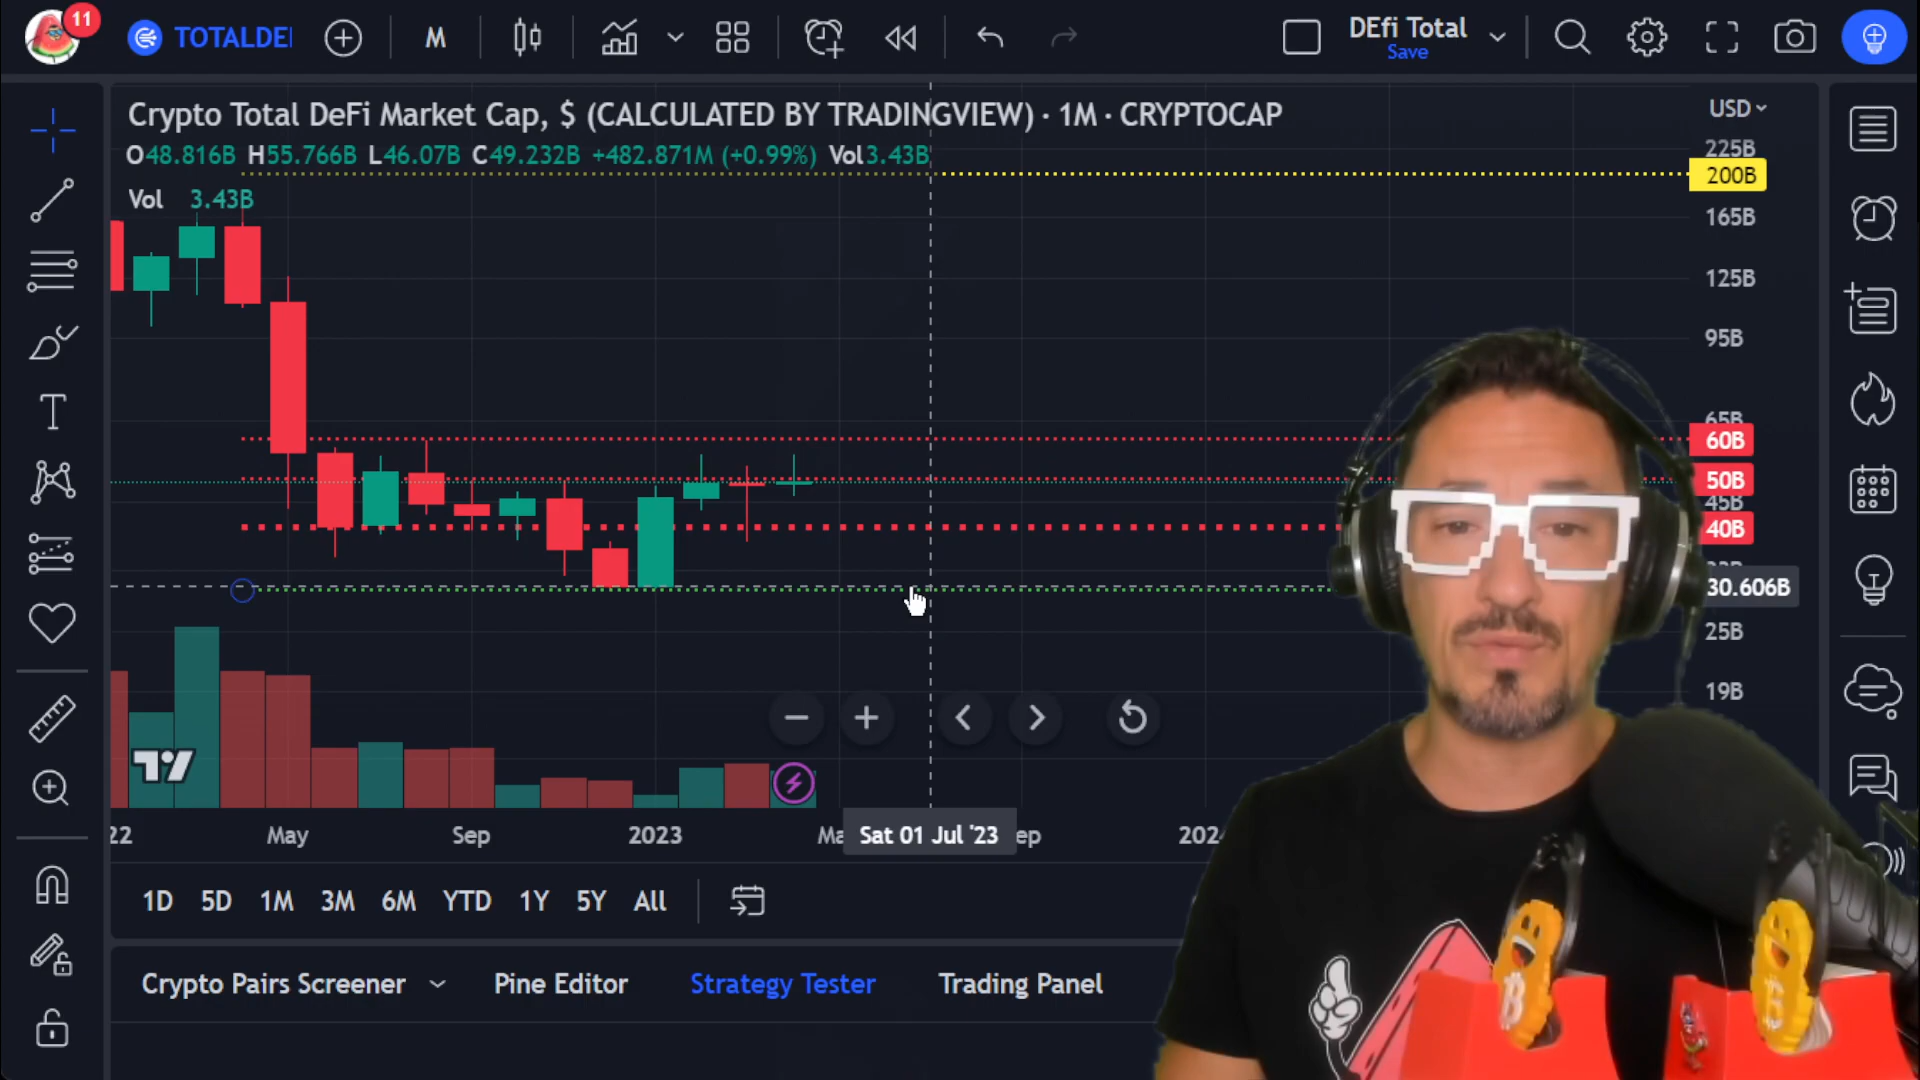 11
TOTALDE
M
DEfi Total
Save
Crypto Total DeFi Market Cap, $ (CALCULATED BY TRADINGVIEW) · 1M · CRYPTOCAP
USD
O48.816B H55.766B L46.07B C49.232B +482.871M (+0.99%) Vol3.43B
Vol 3.43B
225B
200B
165B
125B
95B
65B
60B
50B
45B
40B
30.606B
25B
19B
22 May Sep 2023 Ma Sat 01 Jul '23 ep 2024
1D 5D 1M 3M 6M YTD 1Y 5Y All
Crypto Pairs Screener Pine Editor Strategy Tester Trading Panel